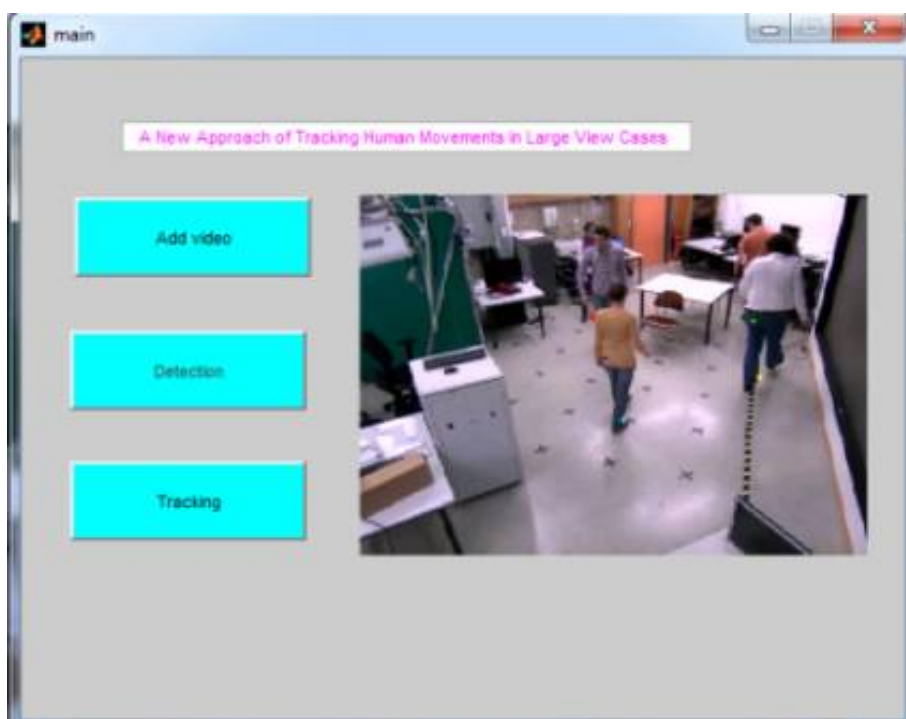 main
A New Approach of Tracking Human Movements in Large View Cases
Add video
Detection
Tracking